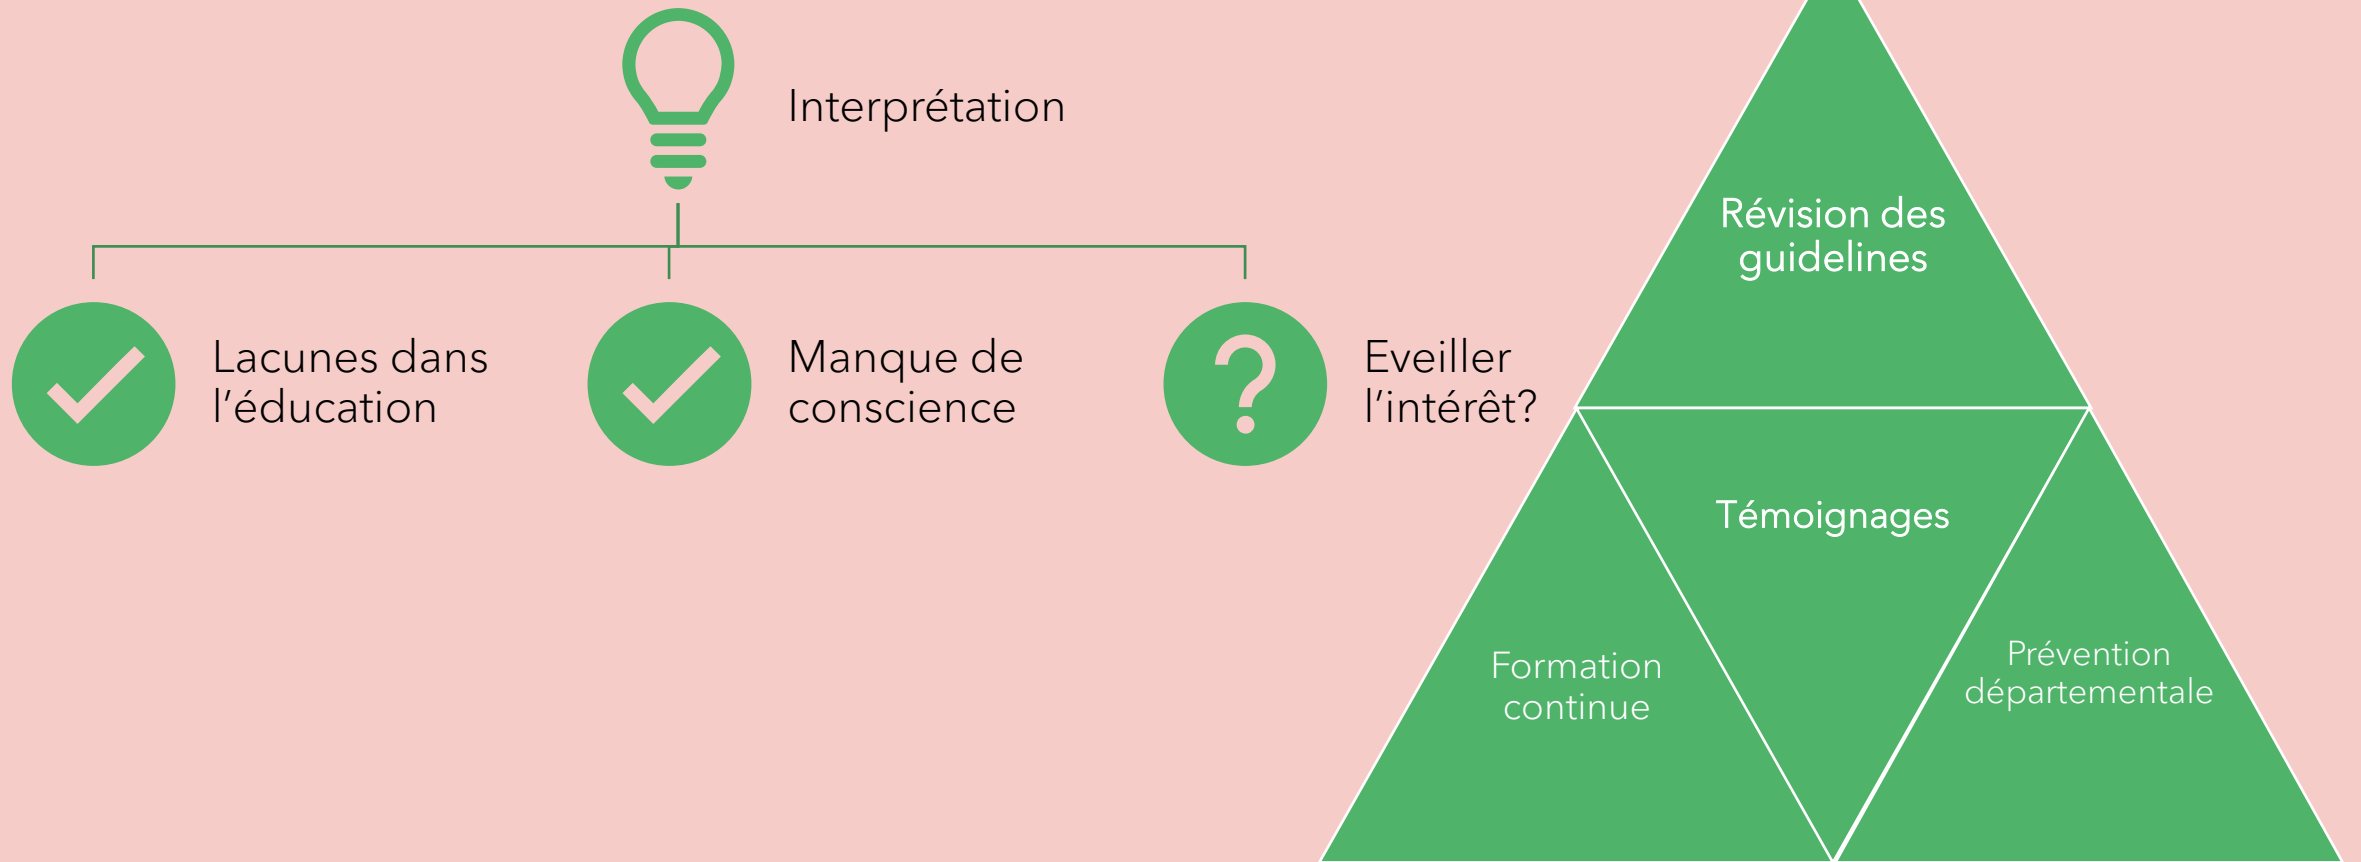 Interprétation
Lacunes dans
l'éducation
Manque de
conscience
Eveiller
l'intérêt?
Révision des
guidelines
Témoignages
Formation
continue
Prévention
départementale